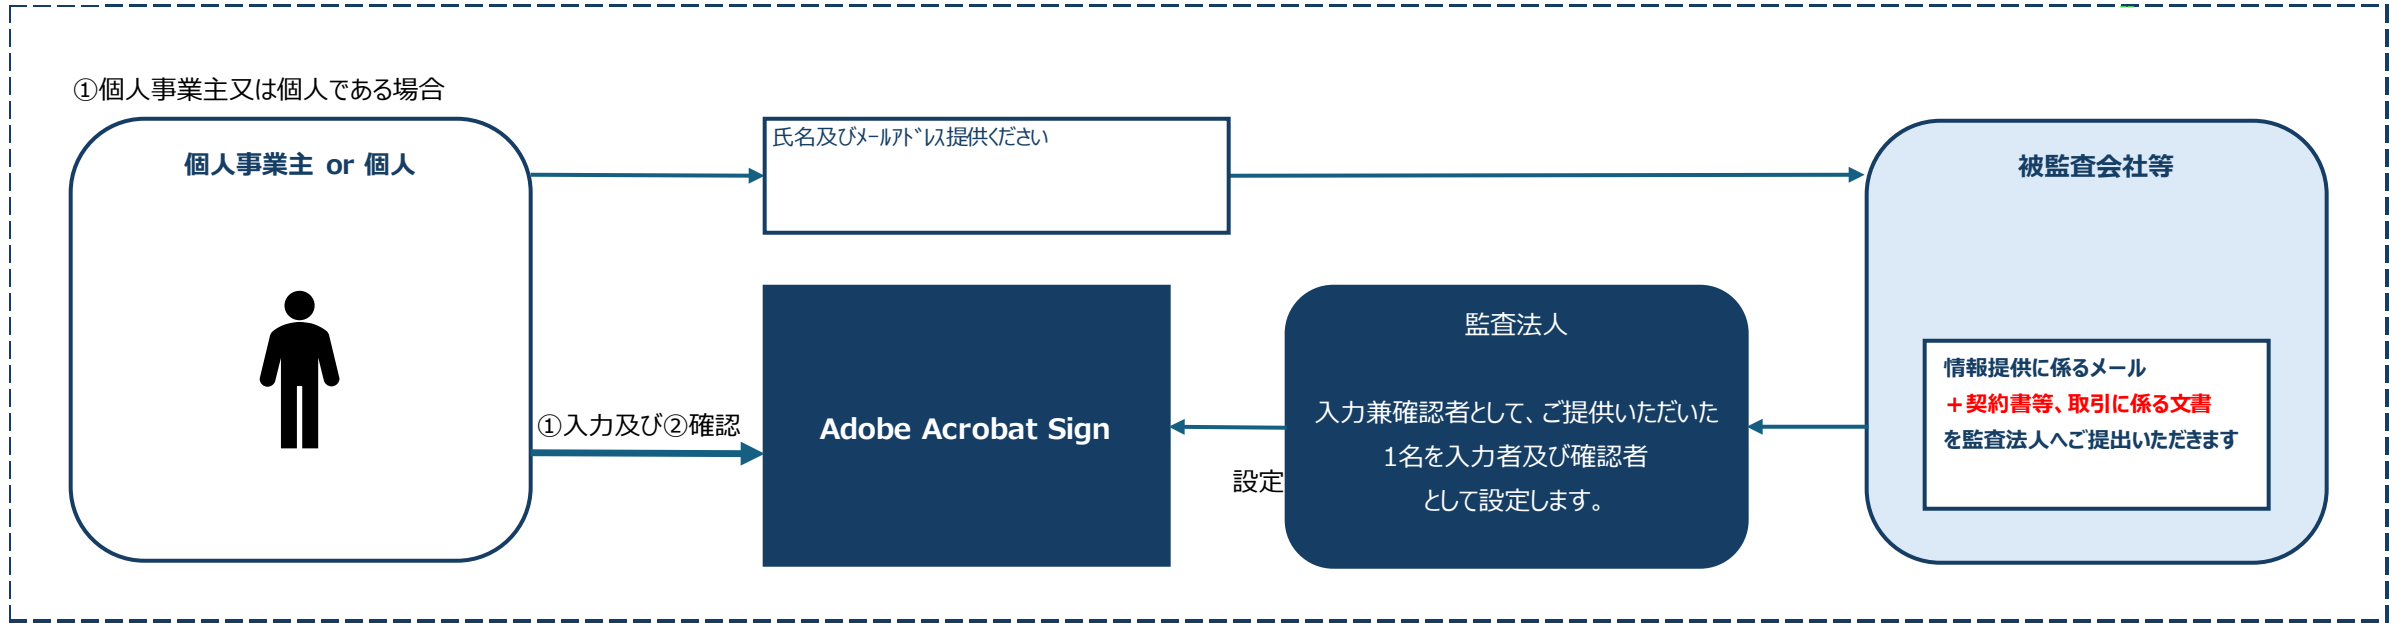 ①個人事業主又は個人である場合
個人事業主 or 個人
氏名及びﾒｰﾙｱﾄﾞﾚｽ提供ください
被監査会社等
①入力及び②確認
Adobe Acrobat Sign
設定
監査法人
入力兼確認者として、ご提供いただいた
1名を入力者及び確認者
として設定します。
情報提供に係るメール
＋契約書等、取引に係る文書
を監査法人へご提出いただきます